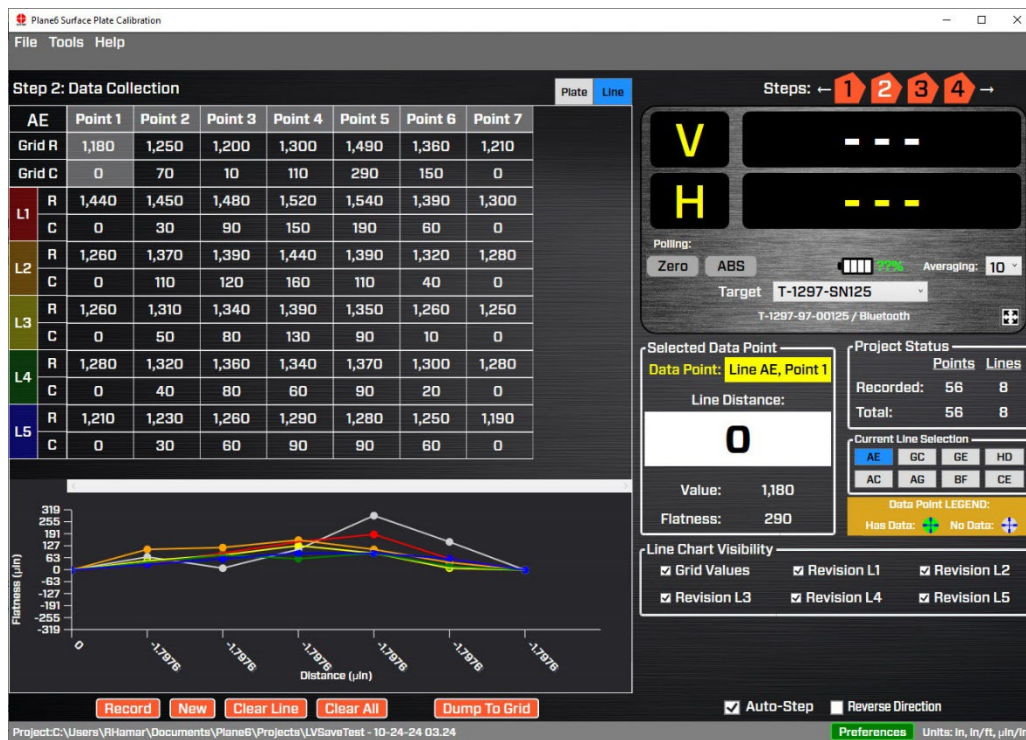 Plane6 Surface Plate Calibration
File Tools Help
Step 2: Data Collection
Plate Line
AE Point 1 Point 2 Point 3 Point 4 Point 5 Point 6 Point 7
Grid R 1,180 1,250 1,200 1,300 1,490 1,360 1,210
Grid C 0 70 10 110 290 150 0
L1 R 1,440 1,450 1,480 1,520 1,540 1,390 1,300
C 0 30 90 150 190 60 0
L2 R 1,260 1,370 1,390 1,440 1,390 1,320 1,280
C 0 110 120 160 110 40 0
L3 R 1,260 1,310 1,340 1,390 1,350 1,260 1,250
C 0 50 80 130 90 10 0
L4 R 1,280 1,320 1,360 1,340 1,370 1,300 1,280
C 0 40 80 60 90 20 0
L5 R 1,210 1,230 1,260 1,290 1,280 1,250 1,190
C 0 30 60 90 90 60 0
319
255
191
127
63
0
-63
-127
-191
-255
-319
Flatness (µIn)
0 -1.7976 -1.7976 -1.7976 -1.7976 -1.7976 -1.7976
Distance (µIn)
Record New Clear Line Clear All Dump To Grid
Steps: ← 1 2 3 4 →
V - - -
H - - -
Polling:
Zero ABS ??% Averaging: 10
Target T-1297-SN125
T-1297-97-00125 / Bluetooth
Selected Data Point
Data Point: Line AE, Point 1
Line Distance:
0
Value: 1,180
Flatness: 290
Project Status
Points Lines
Recorded: 56 8
Total: 56 8
Current Line Selection
AE GC GE HD
AC AG BF CE
Data Point LEGEND:
Has Data: No Data:
Line Chart Visibility
Grid Values Revision L1 Revision L2
Revision L3 Revision L4 Revision L5
Auto-Step Reverse Direction
Project:C:\Users\RHamar\Documents\Plane6\Projects\LVSaveTest - 10-24-24 03.24
Preferences Units: in, in/ft, µIn/In